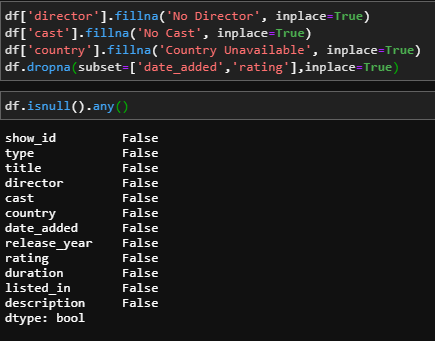 df['director'].fillna('No Director', inplace=True)
df['cast'].fillna('No Cast', inplace=True)
df['country'].fillna('Country Unavailable', inplace=True)
df.dropna(subset=['date_added','rating'],inplace=True)
df.isnull().any()
show_id False
type False
title False
director False
cast False
country False
date_added False
release_year False
rating False
duration False
listed_in False
description False
dtype: bool